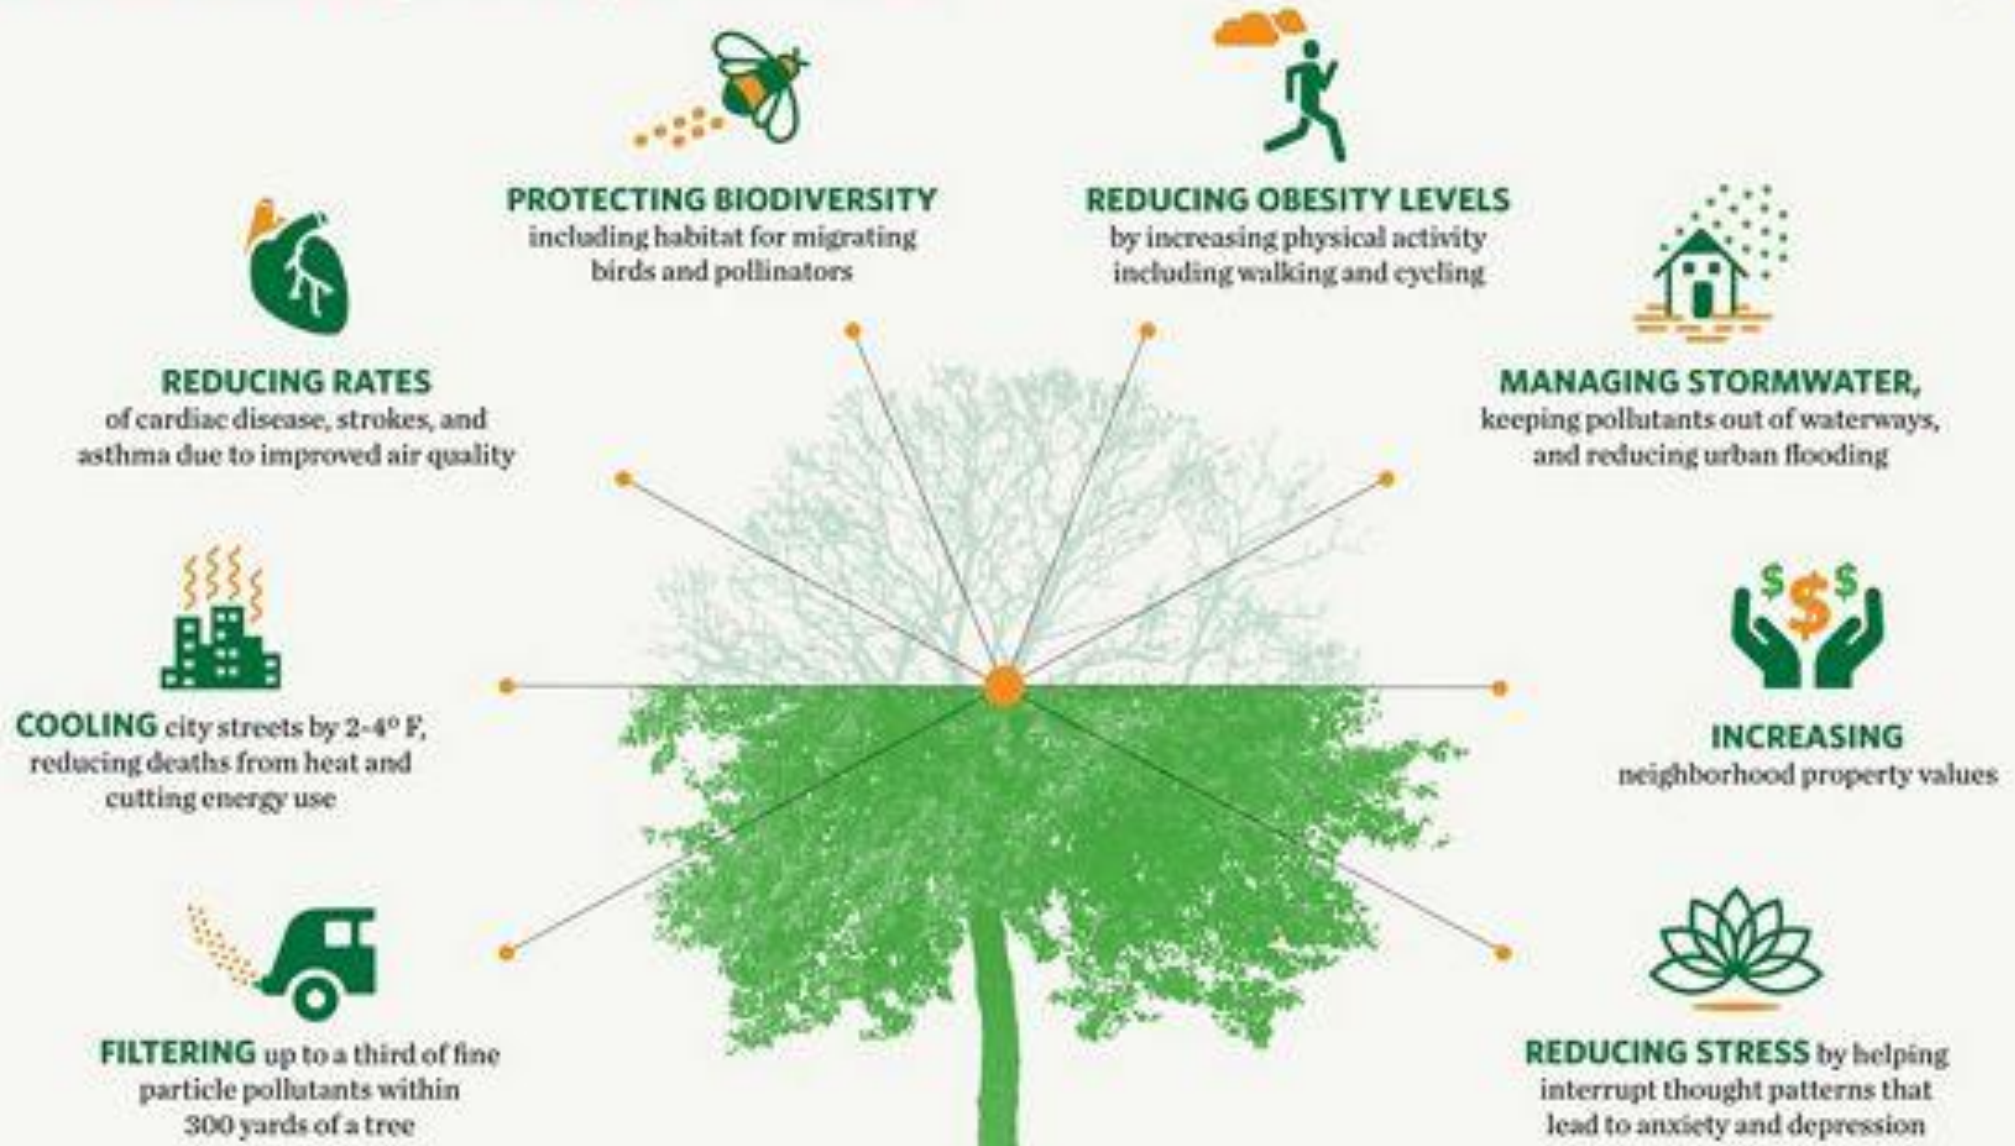 PROTECTING BIODIVERSITY
including habitat for migrating
birds and pollinators
REDUCING OBESITY LEVELS
by increasing physical activity
including walking and cycling
REDUCING RATES
of cardiac disease, strokes, and
asthma due to improved air quality
MANAGING STORMWATER,
keeping pollutants out of waterways,
and reducing urban flooding
COOLING city streets by 2-4º F,
reducing deaths from heat and
cutting energy use
$ $ $
INCREASING
neighborhood property values
FILTERING up to a third of fine
particle pollutants within
300 yards of a tree
REDUCING STRESS by helping
interrupt thought patterns that
lead to anxiety and depression